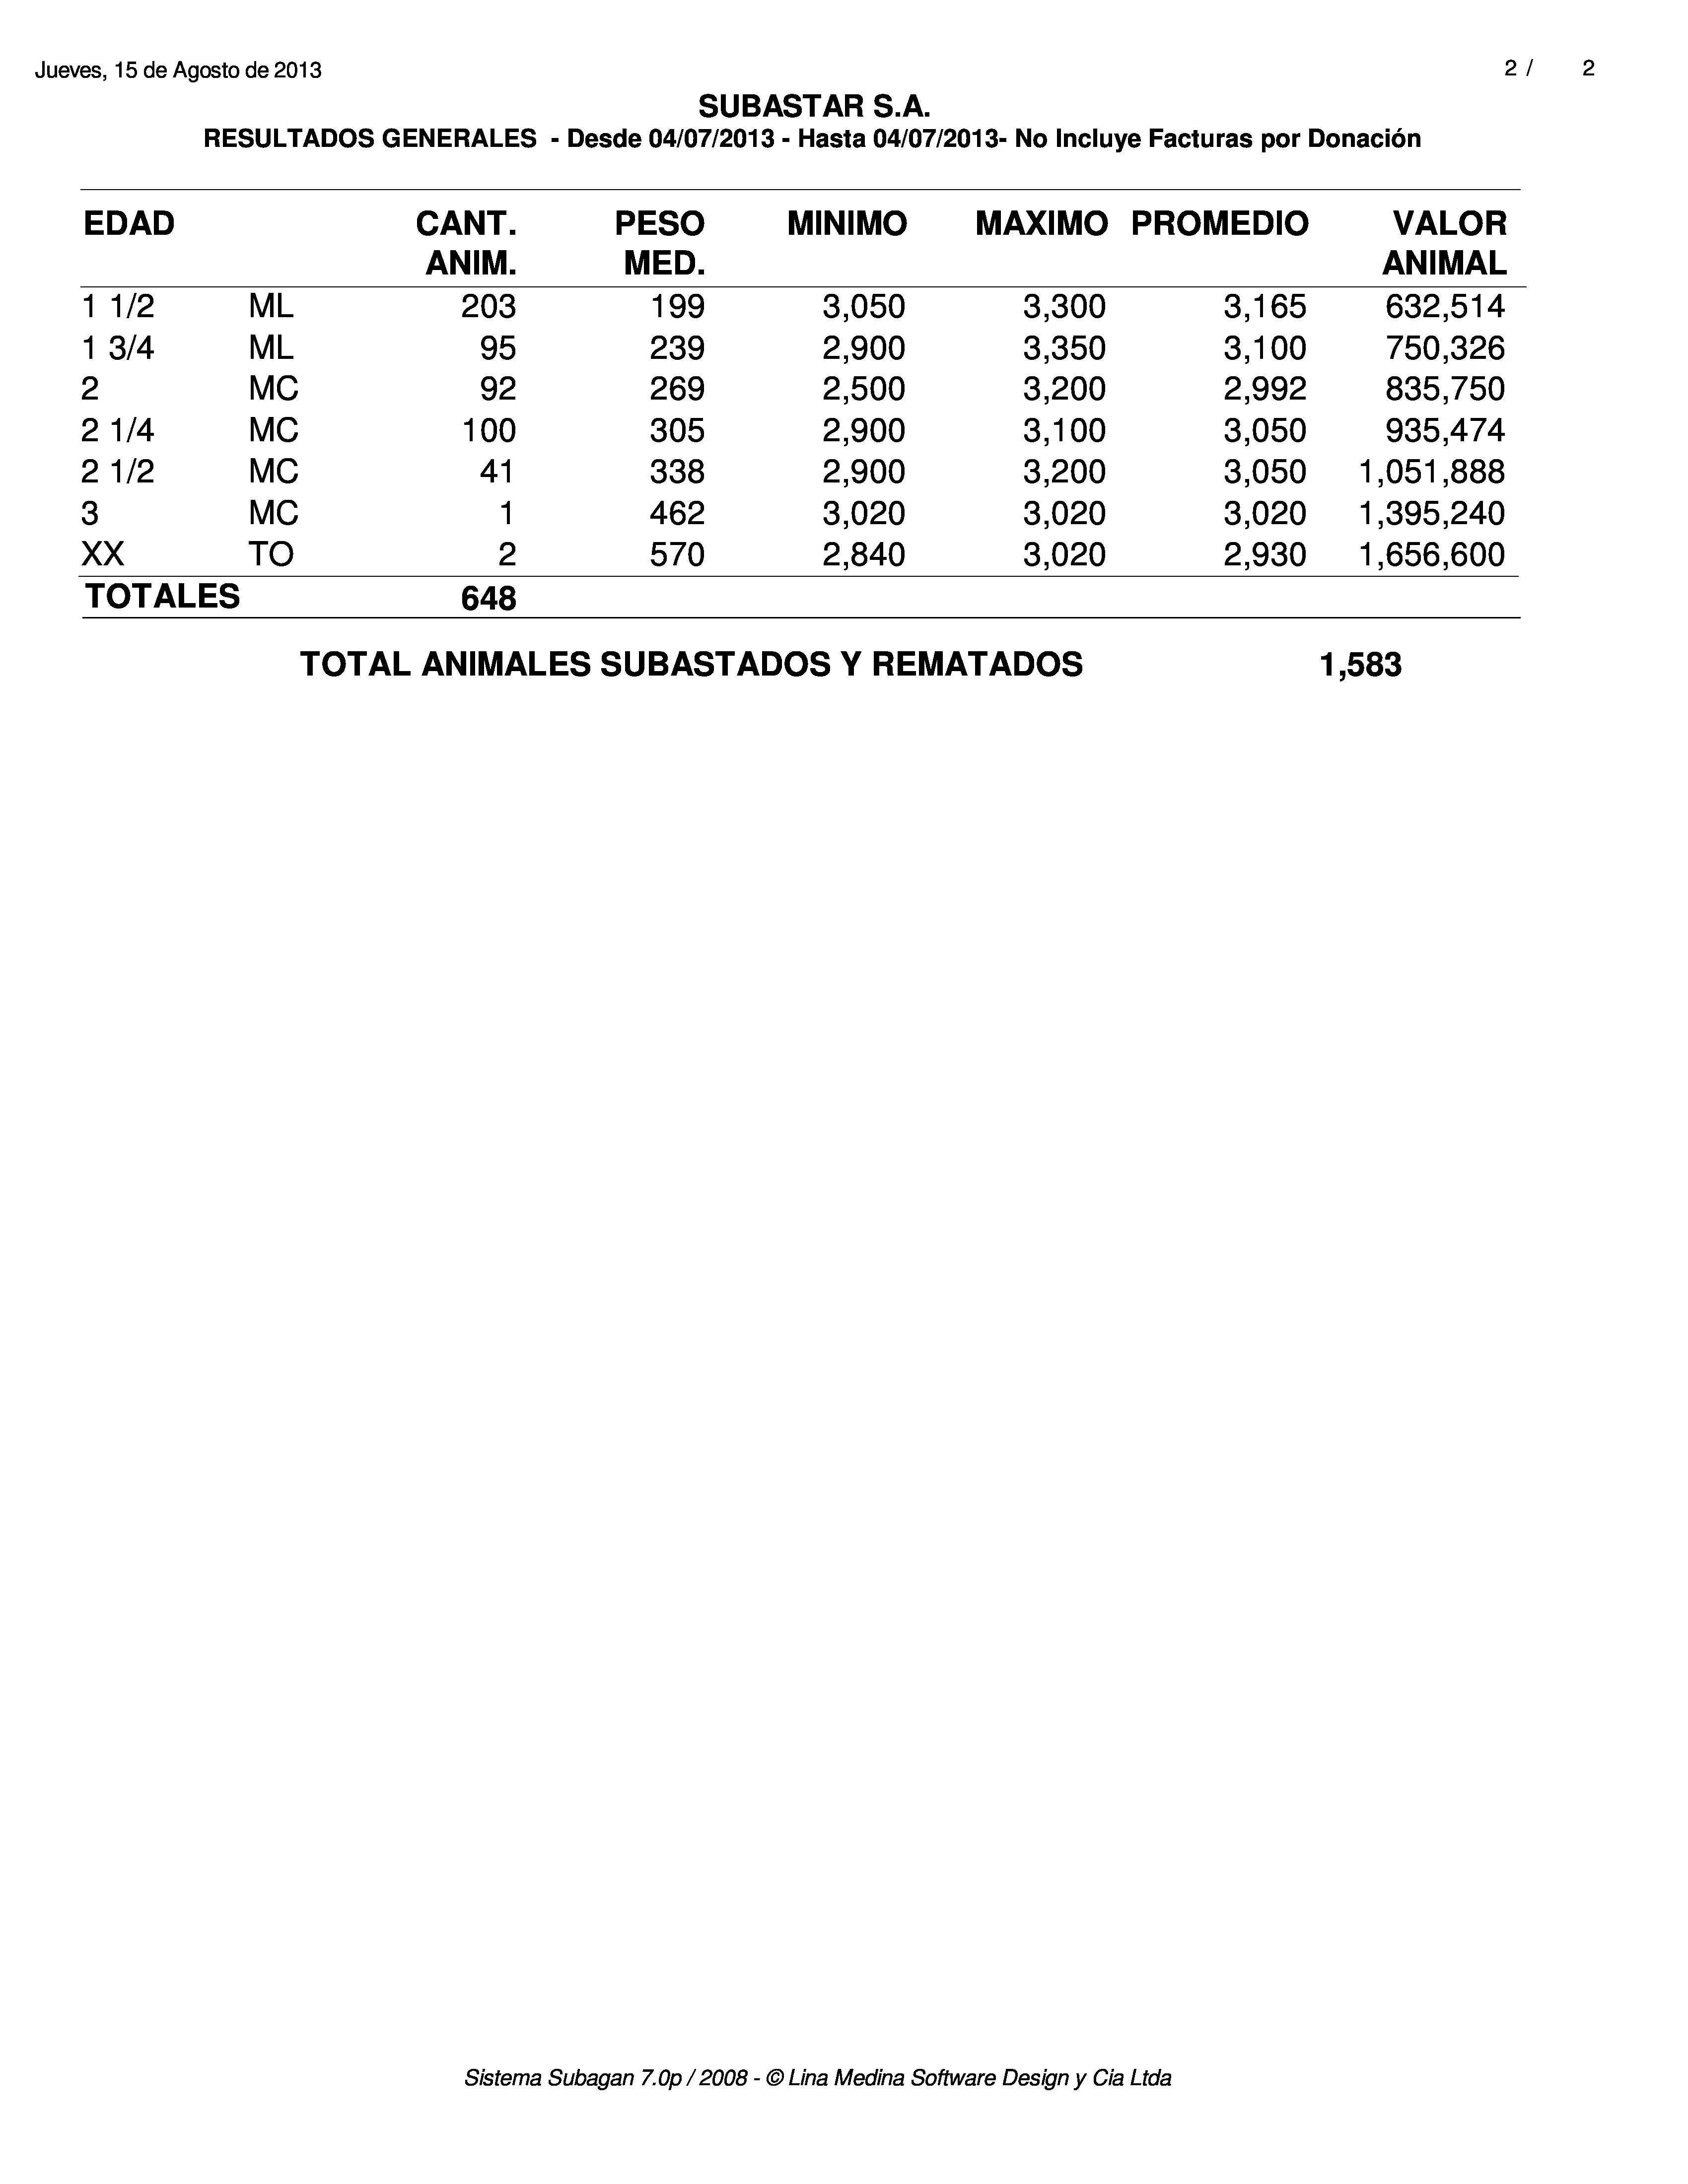 Jueves, 15 de Agosto de 2013 2 / 2
SUBASTAR S.A.
RESULTADOS GENERALES - Desde 04/07/2013 - Hasta 04/07/2013- No Incluye Facturas por Donación
EDAD CANT. PESO MINIMO MAXIMO PROMEDIO VALOR
ANIM. MED. ANIMAL
1 1/2 ML 203 199 3,050 3,300 3,165 632,514
1 3/4 ML 95 239 2,900 3,350 3,100 750,326
2 MC 92 269 2,500 3,200 2,992 835,750
2 1/4 MC 100 305 2,900 3,100 3,050 935,474
2 1/2 MC 41 338 2,900 3,200 3,050 1,051,888
3 MC 1 462 3,020 3,020 3,020 1,395,240
XX TO 2 570 2,840 3,020 2,930 1,656,600
TOTALES 648
TOTAL ANIMALES SUBASTADOS Y REMATADOS 1,583
Sistema Subagan 7.0p / 2008 - © Lina Medina Software Design y Cia Ltda